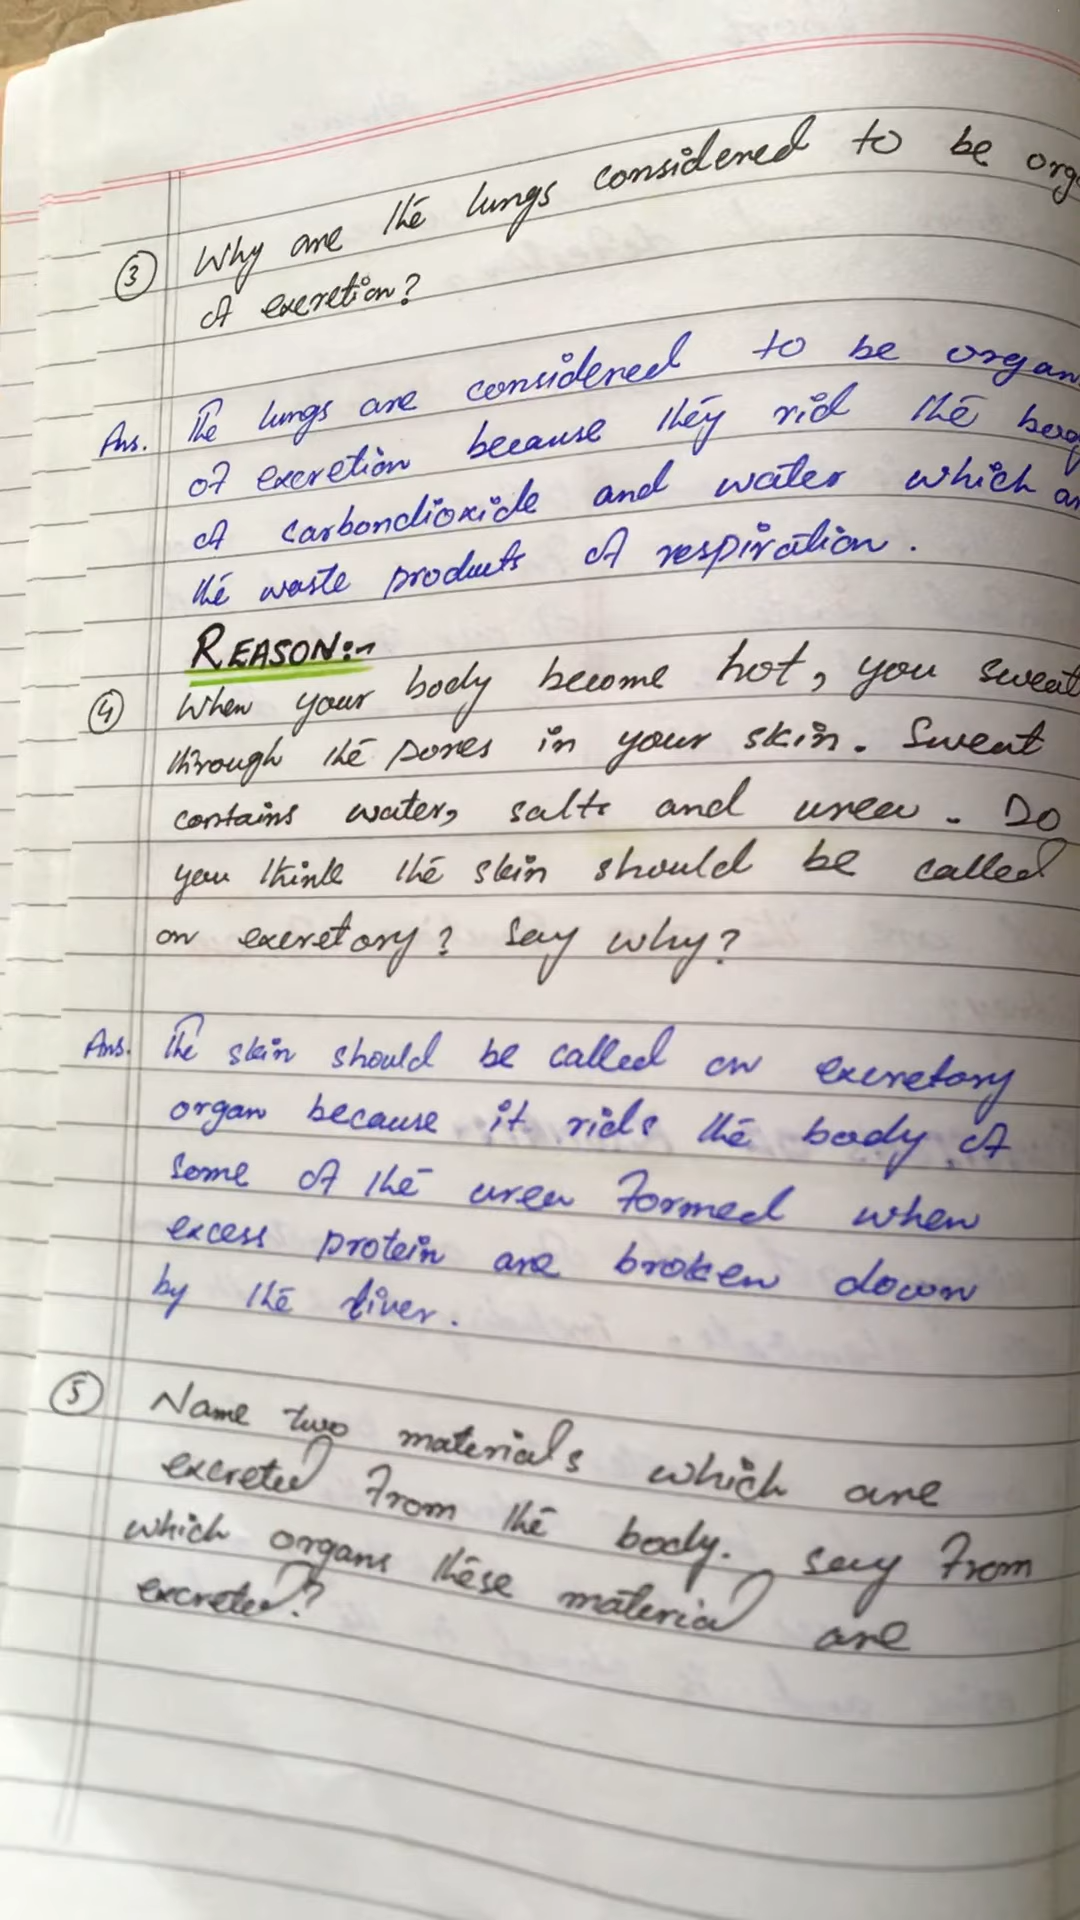 ③ Why are the lungs considered to be
of excretion?
Ans. The lungs are considered to be organ
of excretion because they rid the
of carbondioxide and water which
the waste products of respiration.
REASON:-
④ When your body become hot, you sweat
through the pores in your skin. Sweat
contains water, salts and urea. Do
you think the skin should be called
an excretory? Say why?
Ans. The skin should be called an excretory
organ because it rids the body of
some of the urea formed when
excess protein are broken down
by the liver.
⑤ Name two materials which are
excreted from the body. Say from
which organs these material are
excreted?